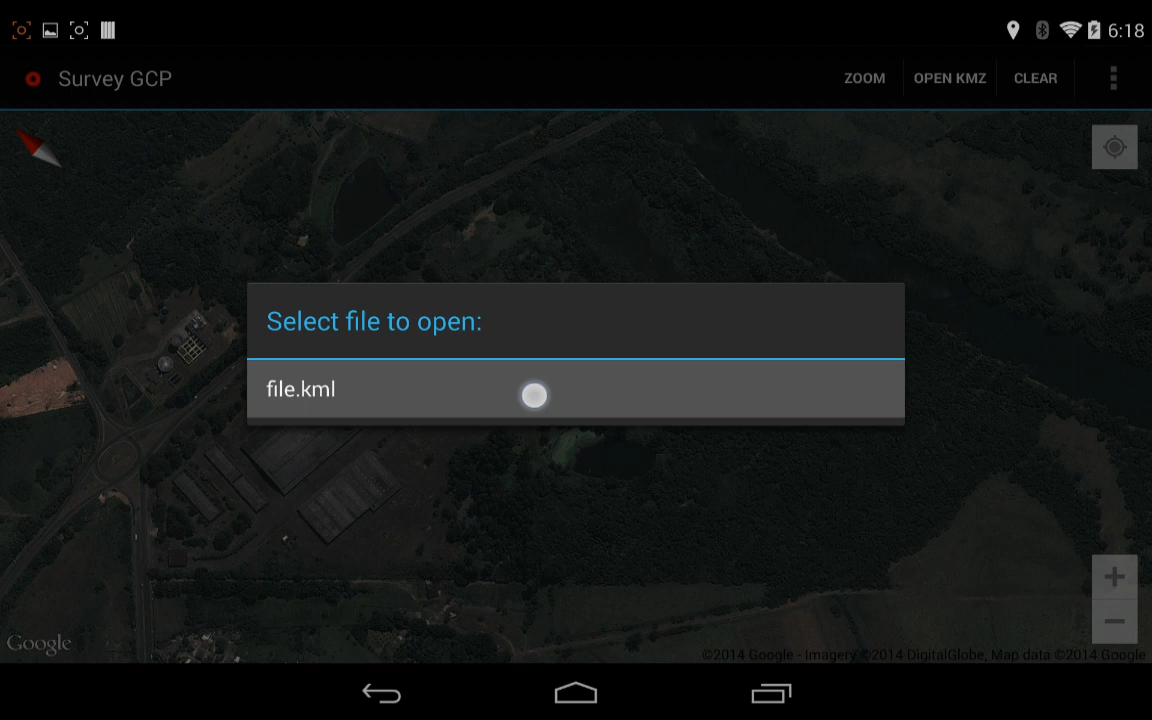 6:18
Survey GCP
ZOOM
OPEN KMZ
CLEAR
Select file to open:
file.kml
Google
©2014 Google - Imagery ©2014 DigitalGlobe, Map data ©2014 Google